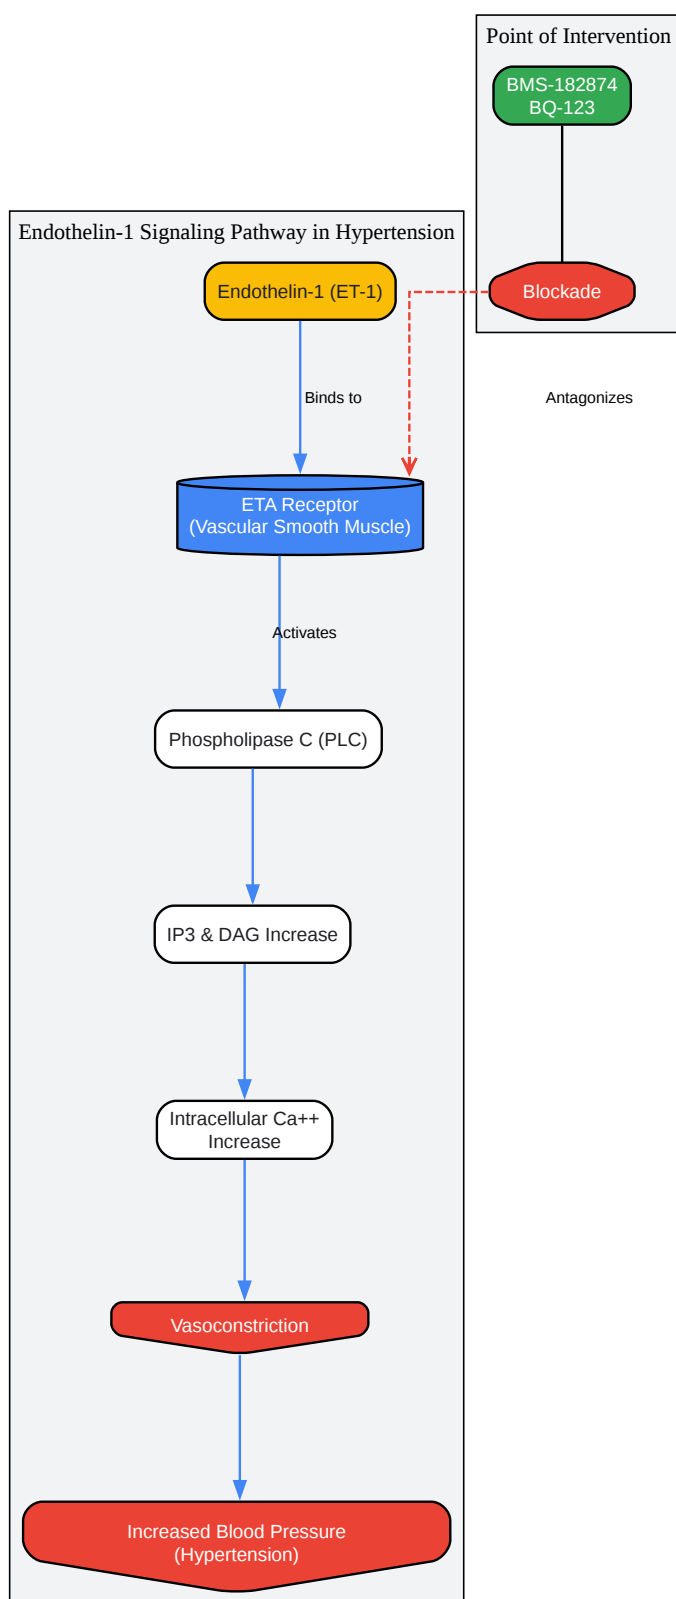 Point of Intervention
BMS-182874
BQ-123
Endothelin-1 Signaling Pathway in Hypertension
Endothelin-1 (ET-1)
Blockade
Binds to
Antagonizes
ETA Receptor
(Vascular Smooth Muscle)
Activates
Phospholipase C (PLC)
IP3 & DAG Increase
Intracellular Ca++
Increase
Vasoconstriction
Increased Blood Pressure
(Hypertension)